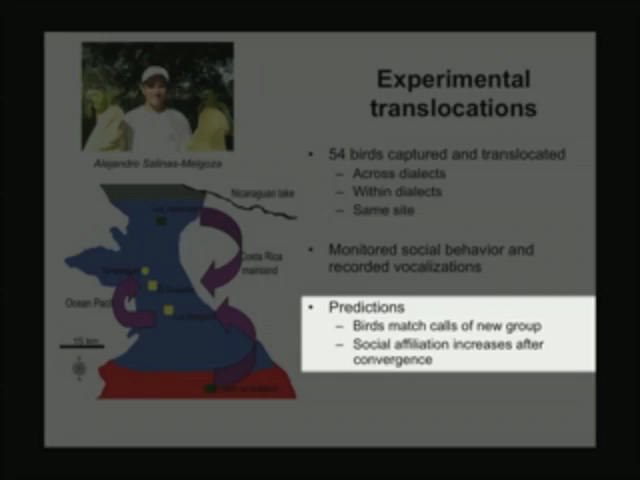 Experimental
translocations
Alejandro Salinas-Melgoza
• 54 birds captured and translocated
– Across dialects
– Within dialects
– Same site
• Monitored social behavior and
recorded vocalizations
• Predictions
– Birds match calls of new group
– Social affiliation increases after
convergence
Nicaraguan lake
Costa Rica
mainland
15 km